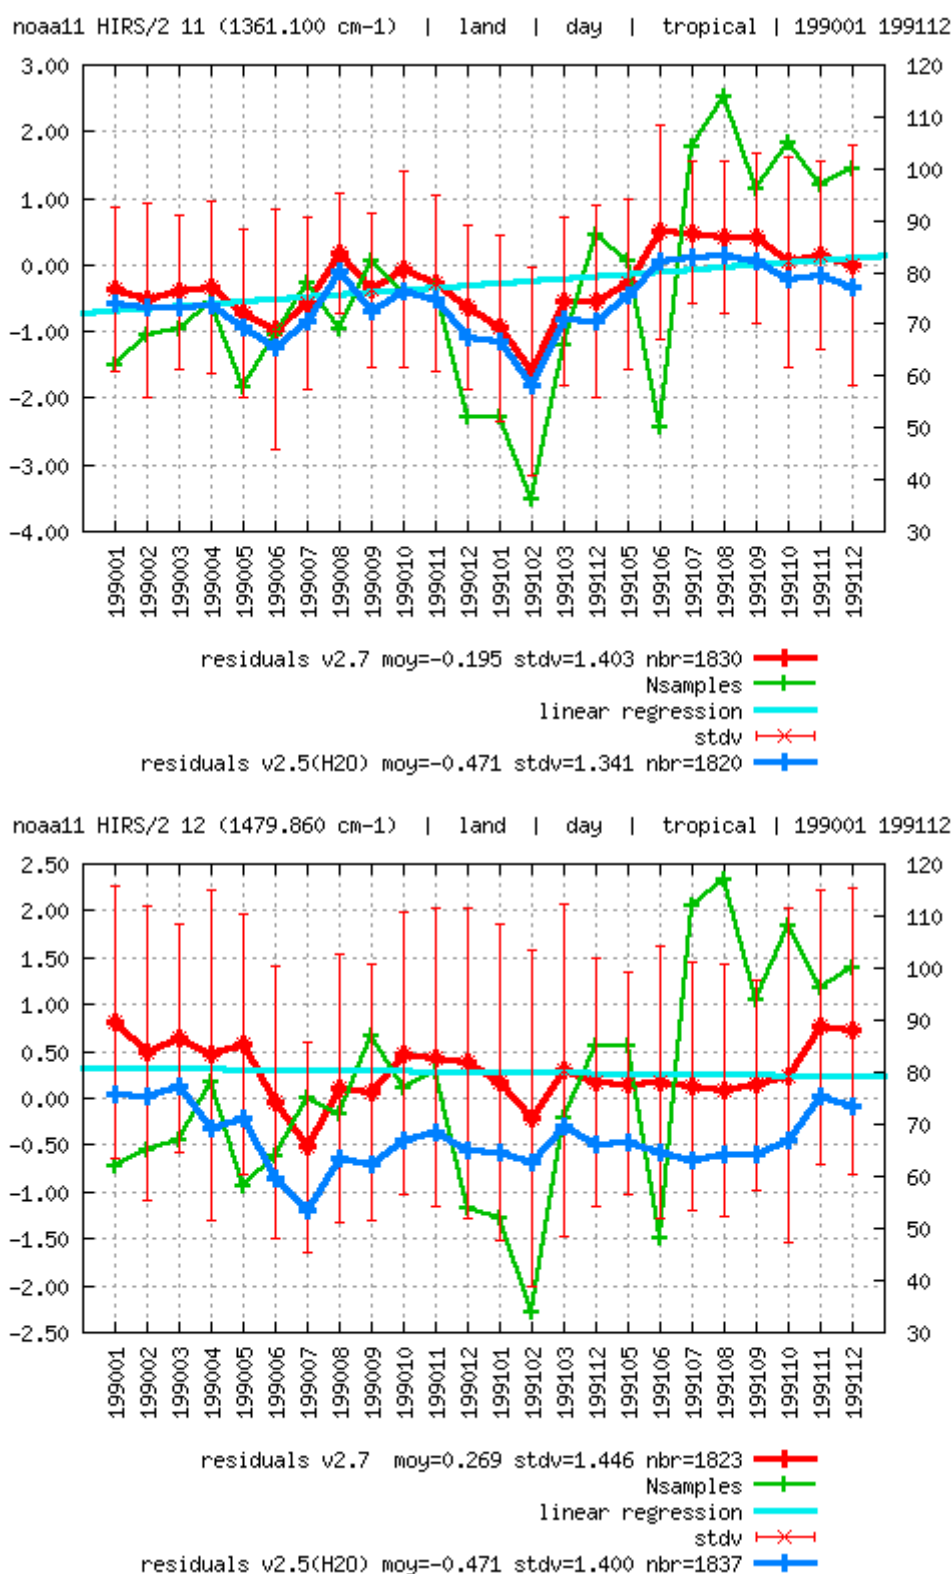 noaa11 HIRS/2 11 (1361.100 cm-1) | land | day | tropical | 199001 199112
3.00 120
2.00 110
1.00 100
0.00 90
-1.00 80
-2.00 70
-3.00 60
-4.00 50
40
30
199001 199002 199003 199004 199005 199006 199007 199008 199009 199010 199011 199012 199101 199102 199103 199112 199105 199106 199107 199108 199109 199110 199111 199112
residuals v2.7 moy=-0.195 stdv=1.403 nbr=1830
Nsamples
linear regression
stdv
residuals v2.5(H2O) moy=-0.471 stdv=1.341 nbr=1820
noaa11 HIRS/2 12 (1479.860 cm-1) | land | day | tropical | 199001 199112
2.50 120
2.00 110
1.50 100
1.00 90
0.50 80
0.00 70
-0.50 60
-1.00 50
-1.50 40
-2.00 30
-2.50
199001 199002 199003 199004 199005 199006 199007 199008 199009 199010 199011 199012 199101 199102 199103 199112 199105 199106 199107 199108 199109 199110 199111 199112
residuals v2.7 moy=0.269 stdv=1.446 nbr=1823
Nsamples
linear regression
stdv
residuals v2.5(H2O) moy=-0.471 stdv=1.400 nbr=1837